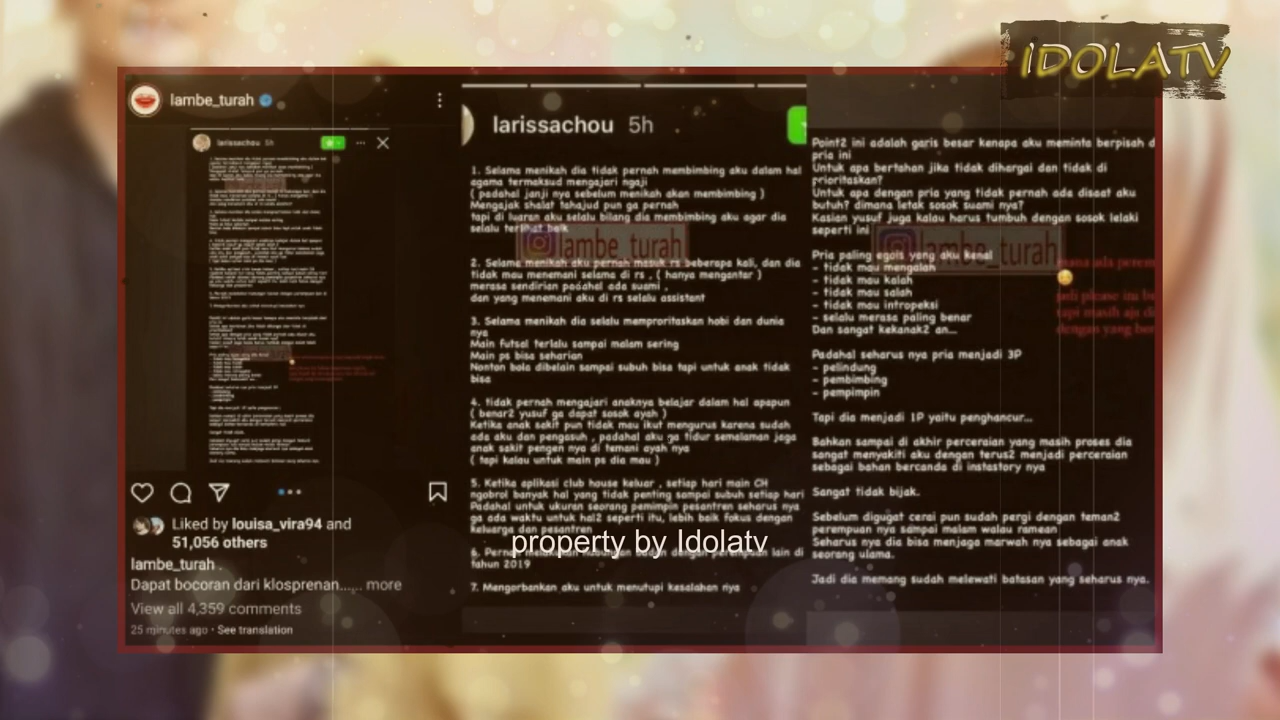 IDOLATV
lambe_turah
larissachou 5h
Liked by louisa_vira94 and
51,056 others
lambe_turah .
Dapat bocoran dari klosprenan...... more
View all 4,359 comments
25 minutes ago · See translation
larissachou 5h
1. Selama menikah dia tidak pernah membimbing aku dalam hal
agama termaksud mengajari ngaji
( padahal janji nya sebelum menikah akan membimbing )
Mengajak shalat tahajud pun ga pernah
tapi di luaran aku selalu bilang dia membimbing aku agar dia
selalu terlihat baik
lambe_turah
2. Selama menikah aku pernah masuk rs beberapa kali, dan dia
tidak mau menemani selama di rs , ( hanya mengantar )
merasa sendirian padahal ada suami ,
dan yang menemani aku di rs selalu assistant
3. Selama menikah dia selalu memproritaskan hobi dan dunia
nya
Main futsal terlalu sampai malam sering
Main ps bisa seharian
Nonton bola dibelain sampai subuh bisa tapi untuk anak tidak
bisa
4. tidak pernah mengajari anaknya belajar dalam hal apapun
( benar2 yusuf ga dapat sosok ayah )
Ketika anak sakit pun tidak mau ikut mengurus karena sudah
ada aku dan pengasuh , padahal aku ga tidur semalaman jaga
anak sakit pengen nya di temani ayah nya
( tapi kalau untuk main ps dia mau )
5. Ketika aplikasi club house keluar , setiap hari main CH
ngobrol banyak hal yang tidak penting sampai subuh setiap hari
Padahal untuk ukuran seorang pemimpin pesantren seharus nya
ga ada waktu untuk hal2 seperti itu, lebih baik fokus dengan
keluarga dan pesantren
property by Idolatv
6. Pernah dengan perempuan lain di
tahun 2019
7. Mengorbankan aku untuk menutupi kesalahan nya
Point2 ini adalah garis besar kenapa aku meminta berpisah d
pria ini
Untuk apa bertahan jika tidak dihargai dan tidak di
prioritaskan?
Untuk apa dengan pria yang tidak pernah ada disaat aku
butuh? dimana letak sosok suami nya?
Kasian yusuf juga kalau harus tumbuh dengan sosok lelaki
seperti ini
lambe_turah
Pria paling egois yang aku kenal
- tidak mau mengalah
- tidak mau kalah
- tidak mau salah
- tidak mau intropeksi
- selalu merasa paling benar
Dan sangat kekanak2 an...
Padahal seharus nya pria menjadi 3P
- pelindung
- pembimbing
- pempimpin
Tapi dia menjadi 1P yaitu penghancur...
Bahkan sampai di akhir perceraian yang masih proses dia
sangat menyakiti aku dengan terus2 menjadi perceraian
sebagai bahan bercanda di instastory nya
Sangat tidak bijak.
Sebelum digugat cerai pun sudah pergi dengan teman2
perempuan nya sampai malam walau ramean
Seharus nya dia bisa menjaga marwah nya sebagai anak
seorang ulama.
Jadi dia memang sudah melewati batasan yang seharus nya.